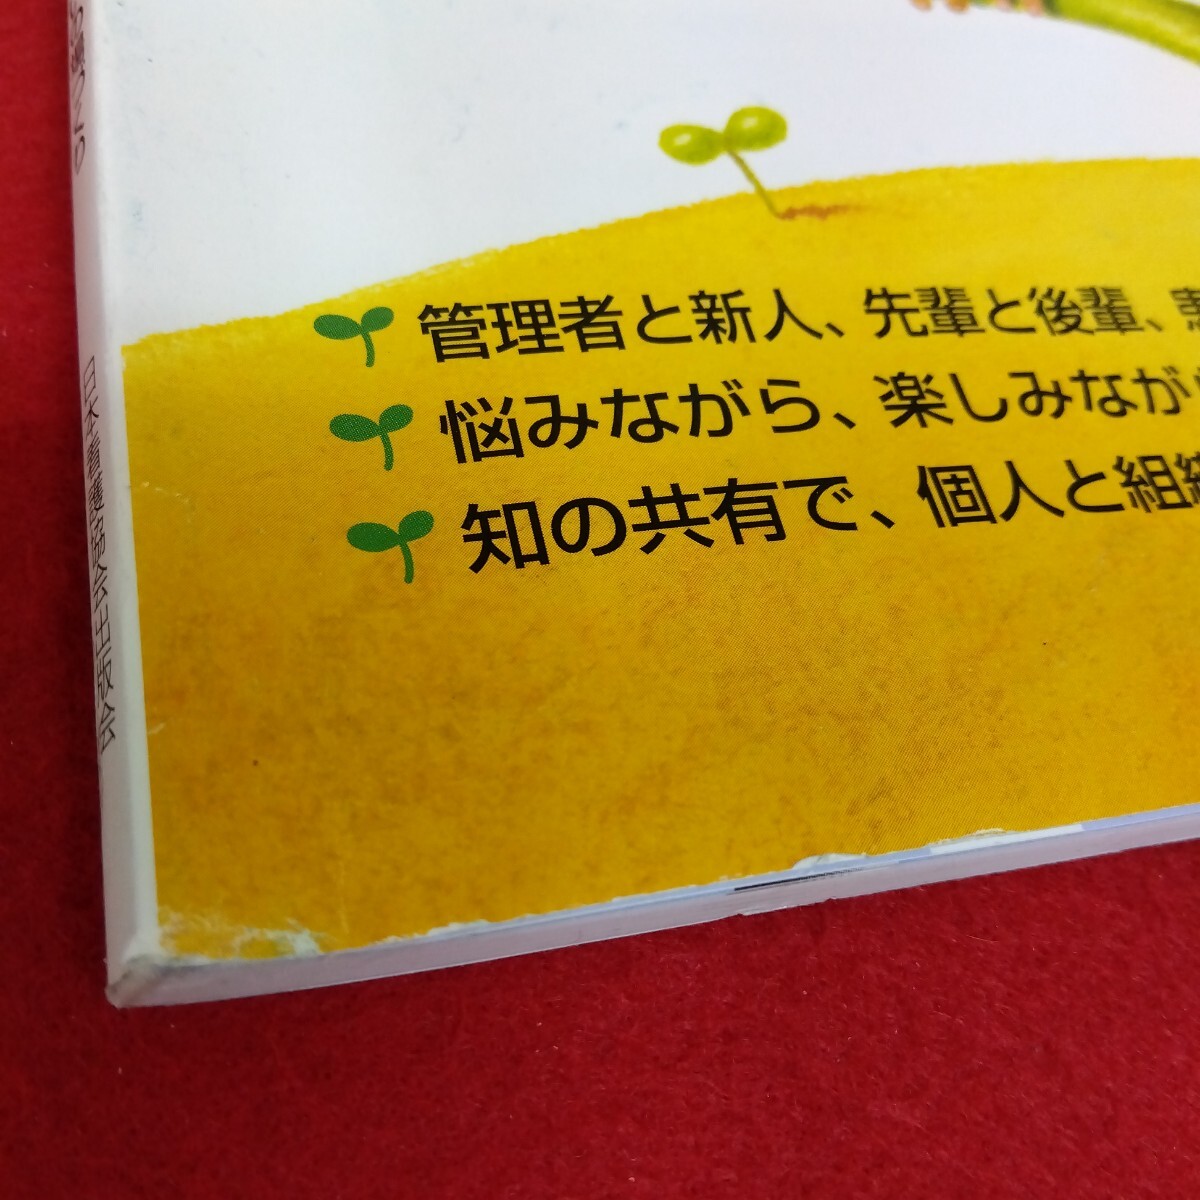 管理者と新人、先輩と後輩、
悩みながら、楽しみなが
知の共有で、個人と組織
日本看護協会出版会